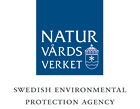 NATUR
VÅRDS
VERKET
SWEDISH ENVIRONMENTAL
PROTECTION AGENCY